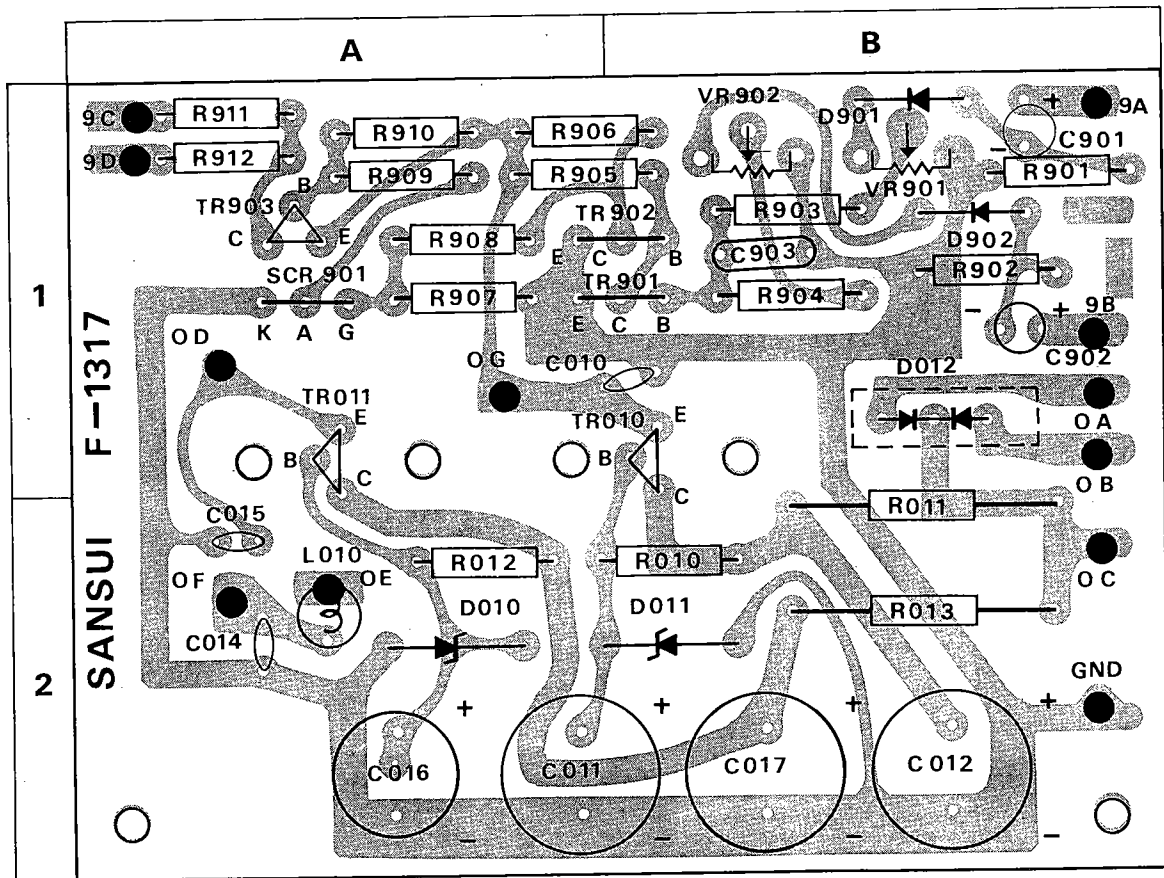 A B
9C R911 VR902 D901 + 9A
R910 R906 C901
9D R912 R905 - R901
B R909 VR901
TR903 TR902 R903
C E R908 E C B C903 D902
SCR 901 TR901 R902
1 R907 R904
K A G E C B - + 9B
OD OG C010 C902
D012
TR011 E TR010 E OA
B B
C C OB
C015 R011
L010 R012 R010
OF OE OC
D010 D011 R013
C014
2 GND
+ + + +
C016 C011 C017 C012
- - - -
SANSUI F-1317